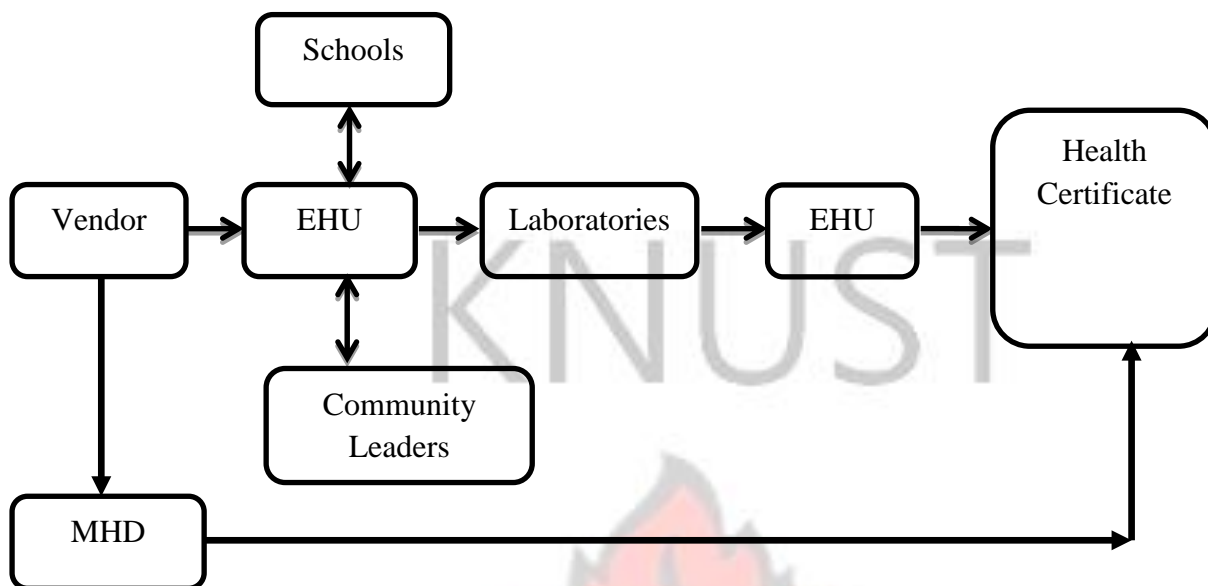 Schools
Vendor
EHU
Laboratories
EHU
Health
Certificate
KNUST
Community
Leaders
MHD